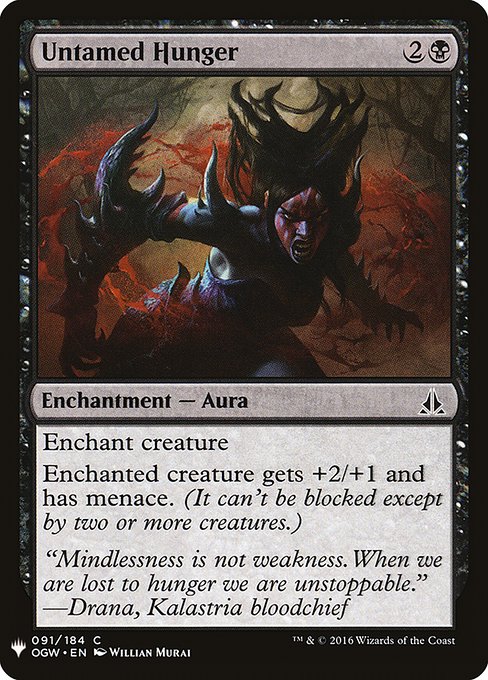 Untamed Hunger 2
Enchantment — Aura
Enchant creature
Enchanted creature gets +2/+1 and
has menace. (It can't be blocked except
by two or more creatures.)
“Mindlessness is not weakness. When we
are lost to hunger we are unstoppable.”
—Drana, Kalastria bloodchief
091/184 C
OGW • EN Willian Murai
™ & © 2016 Wizards of the Coast